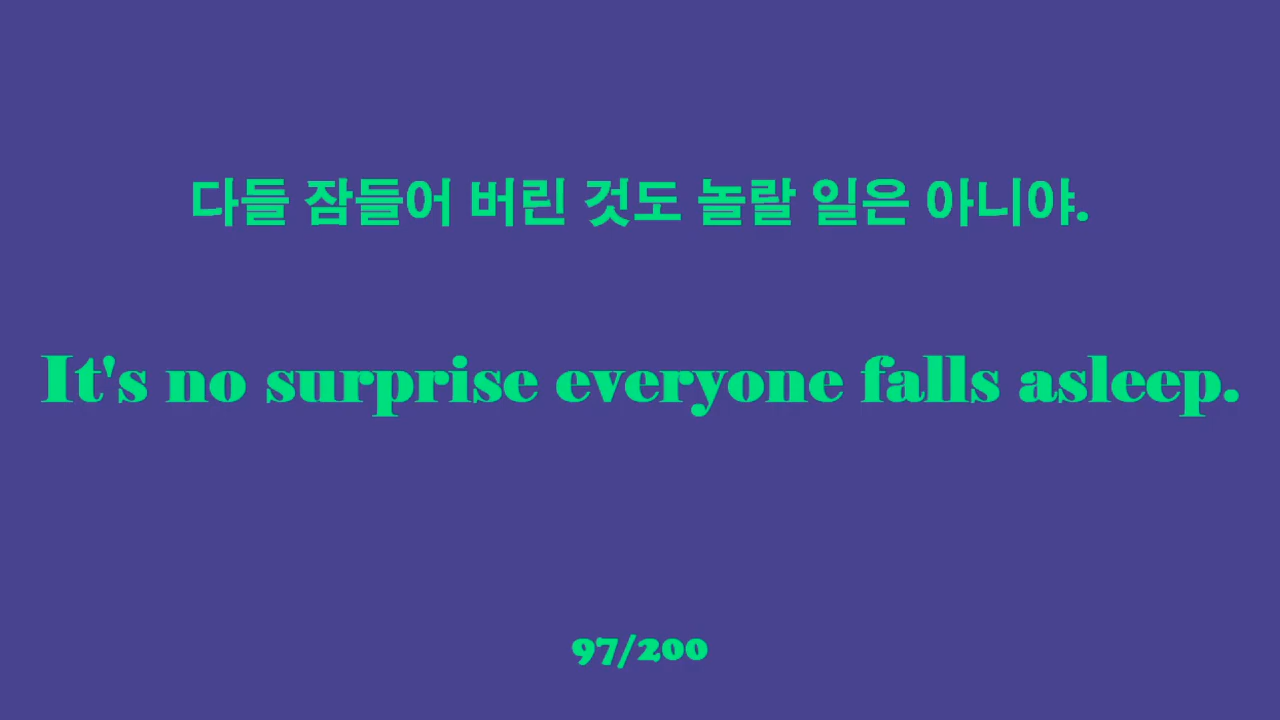 다들 잠들어 버린 것도 놀랄 일은 아니야.
It's no surprise everyone falls asleep.
97/200